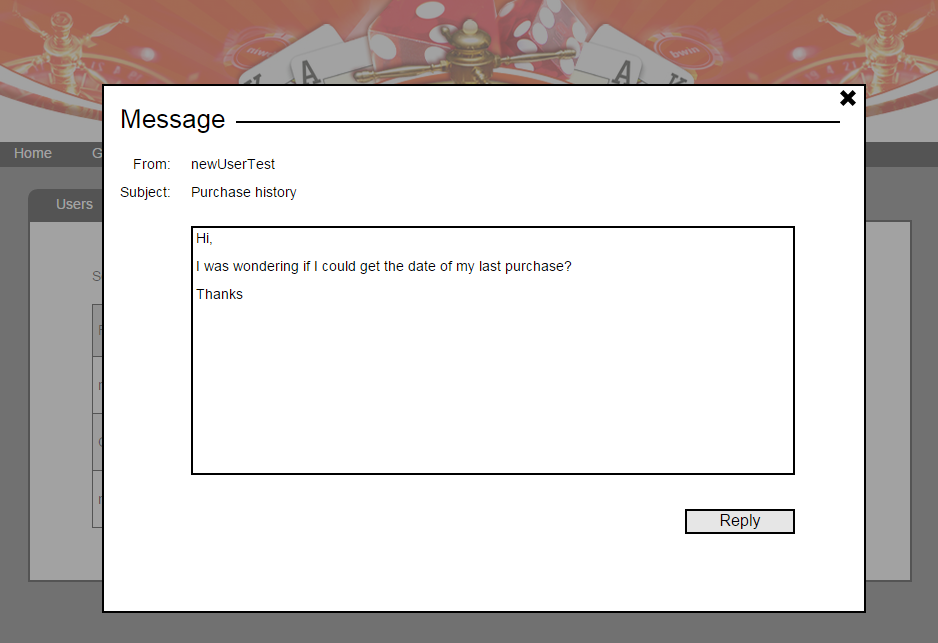 A
bwin
A
Message
Home
From: newUserTest
Users
Subject: Purchase history
Hi,
I was wondering if I could get the date of my last purchase?
Thanks
Reply